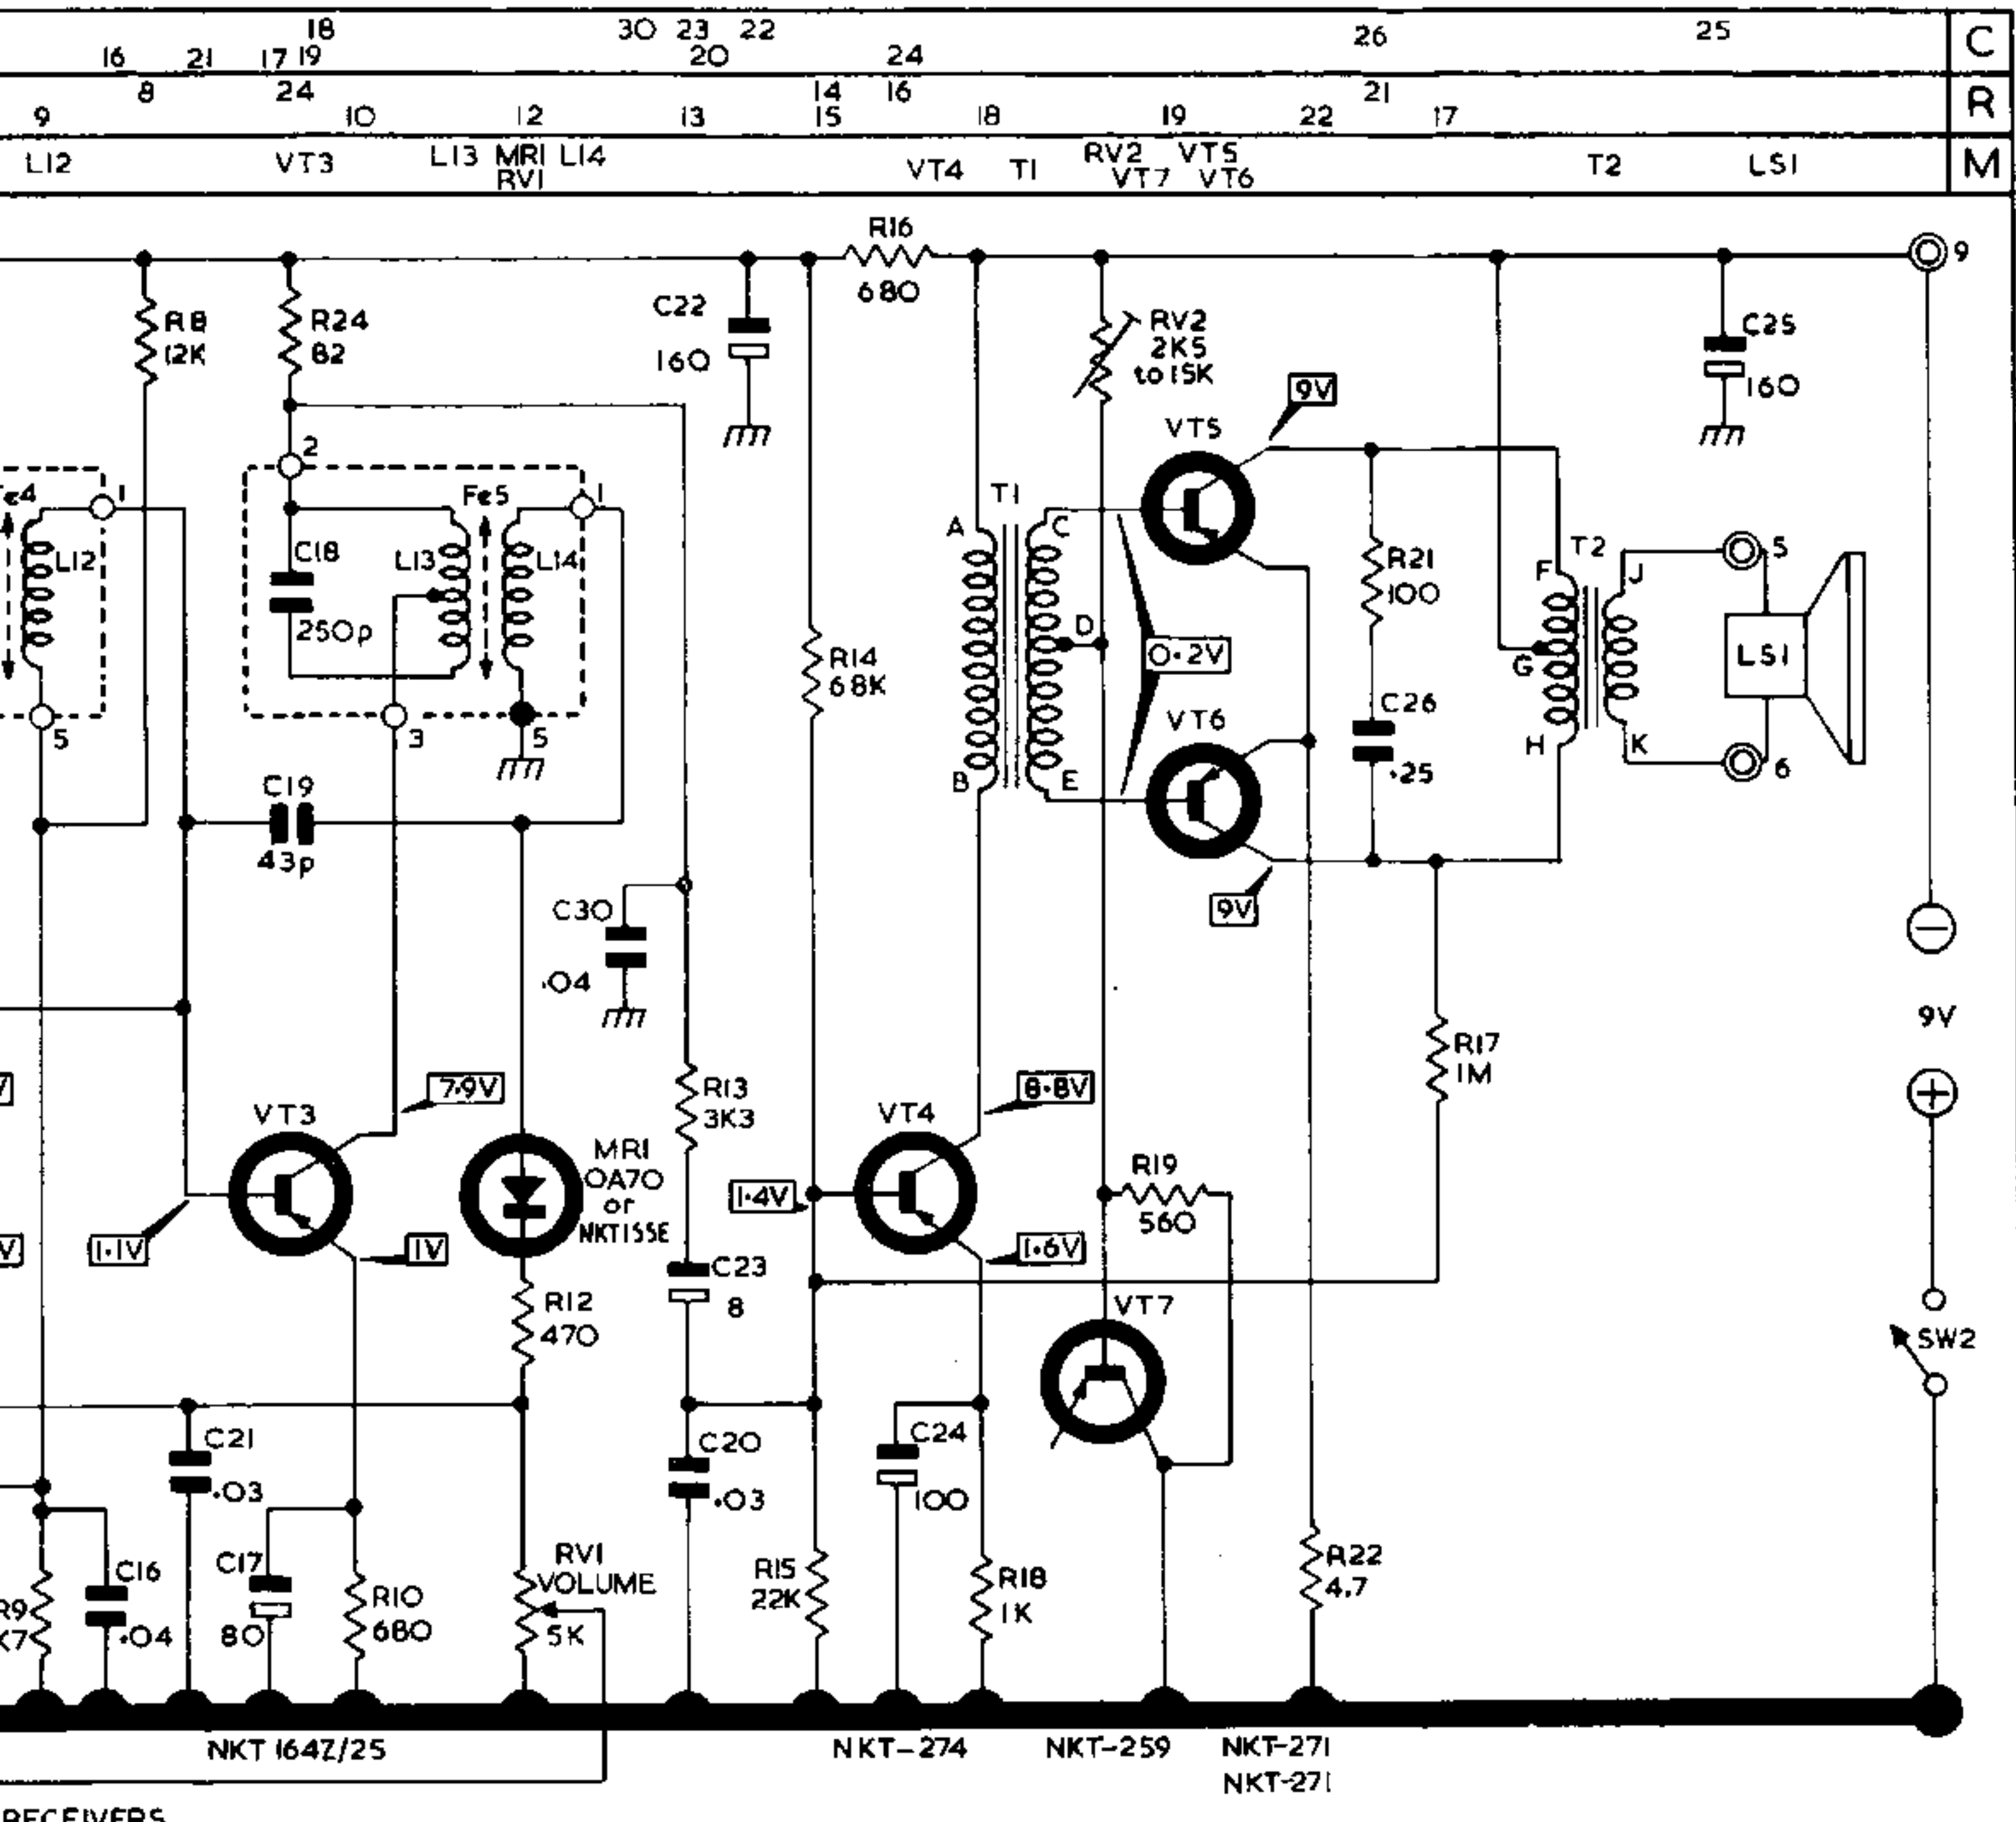 18 30 23 22 26 25 C
16 21 17 19 20 24
8 24 14 16 21 R
9 10 12 13 15 18 19 22 17
L12 VT3 L13 MR1 L14 VT4 T1 RV2 VT5 T2 LS1 M
RV1 VT7 VT6
R16
680
9
R8
12K
R24
82
C22
160
RV2
2K5
to 15K
C25
160
9V
VT5
2
1
Fe5
1
L12
C18
250p
L13
L14
T1
A
C
D
B
E
R21
100
T2
F
J
G
H
K
5
LS1
6
0.2V
R14
68K
VT6
C26
.25
5
3
5
C19
43p
9V
C30
.04
9V
R17
1M
7.9V
R13
3K3
8.8V
VT3
VT4
MR1
OA70
or
NKT155E
1.4V
R19
560
1.1V
1V
1.6V
C23
8
R12
470
VT7
SW2
C21
.03
C20
.03
C24
100
C16
.04
C17
80
R10
680
RV1
VOLUME
5K
R15
22K
R18
1K
R22
4.7
R9
K7
NKT 164Z/25 NKT-274 NKT-259 NKT-271
NKT-271
RECEIVERS